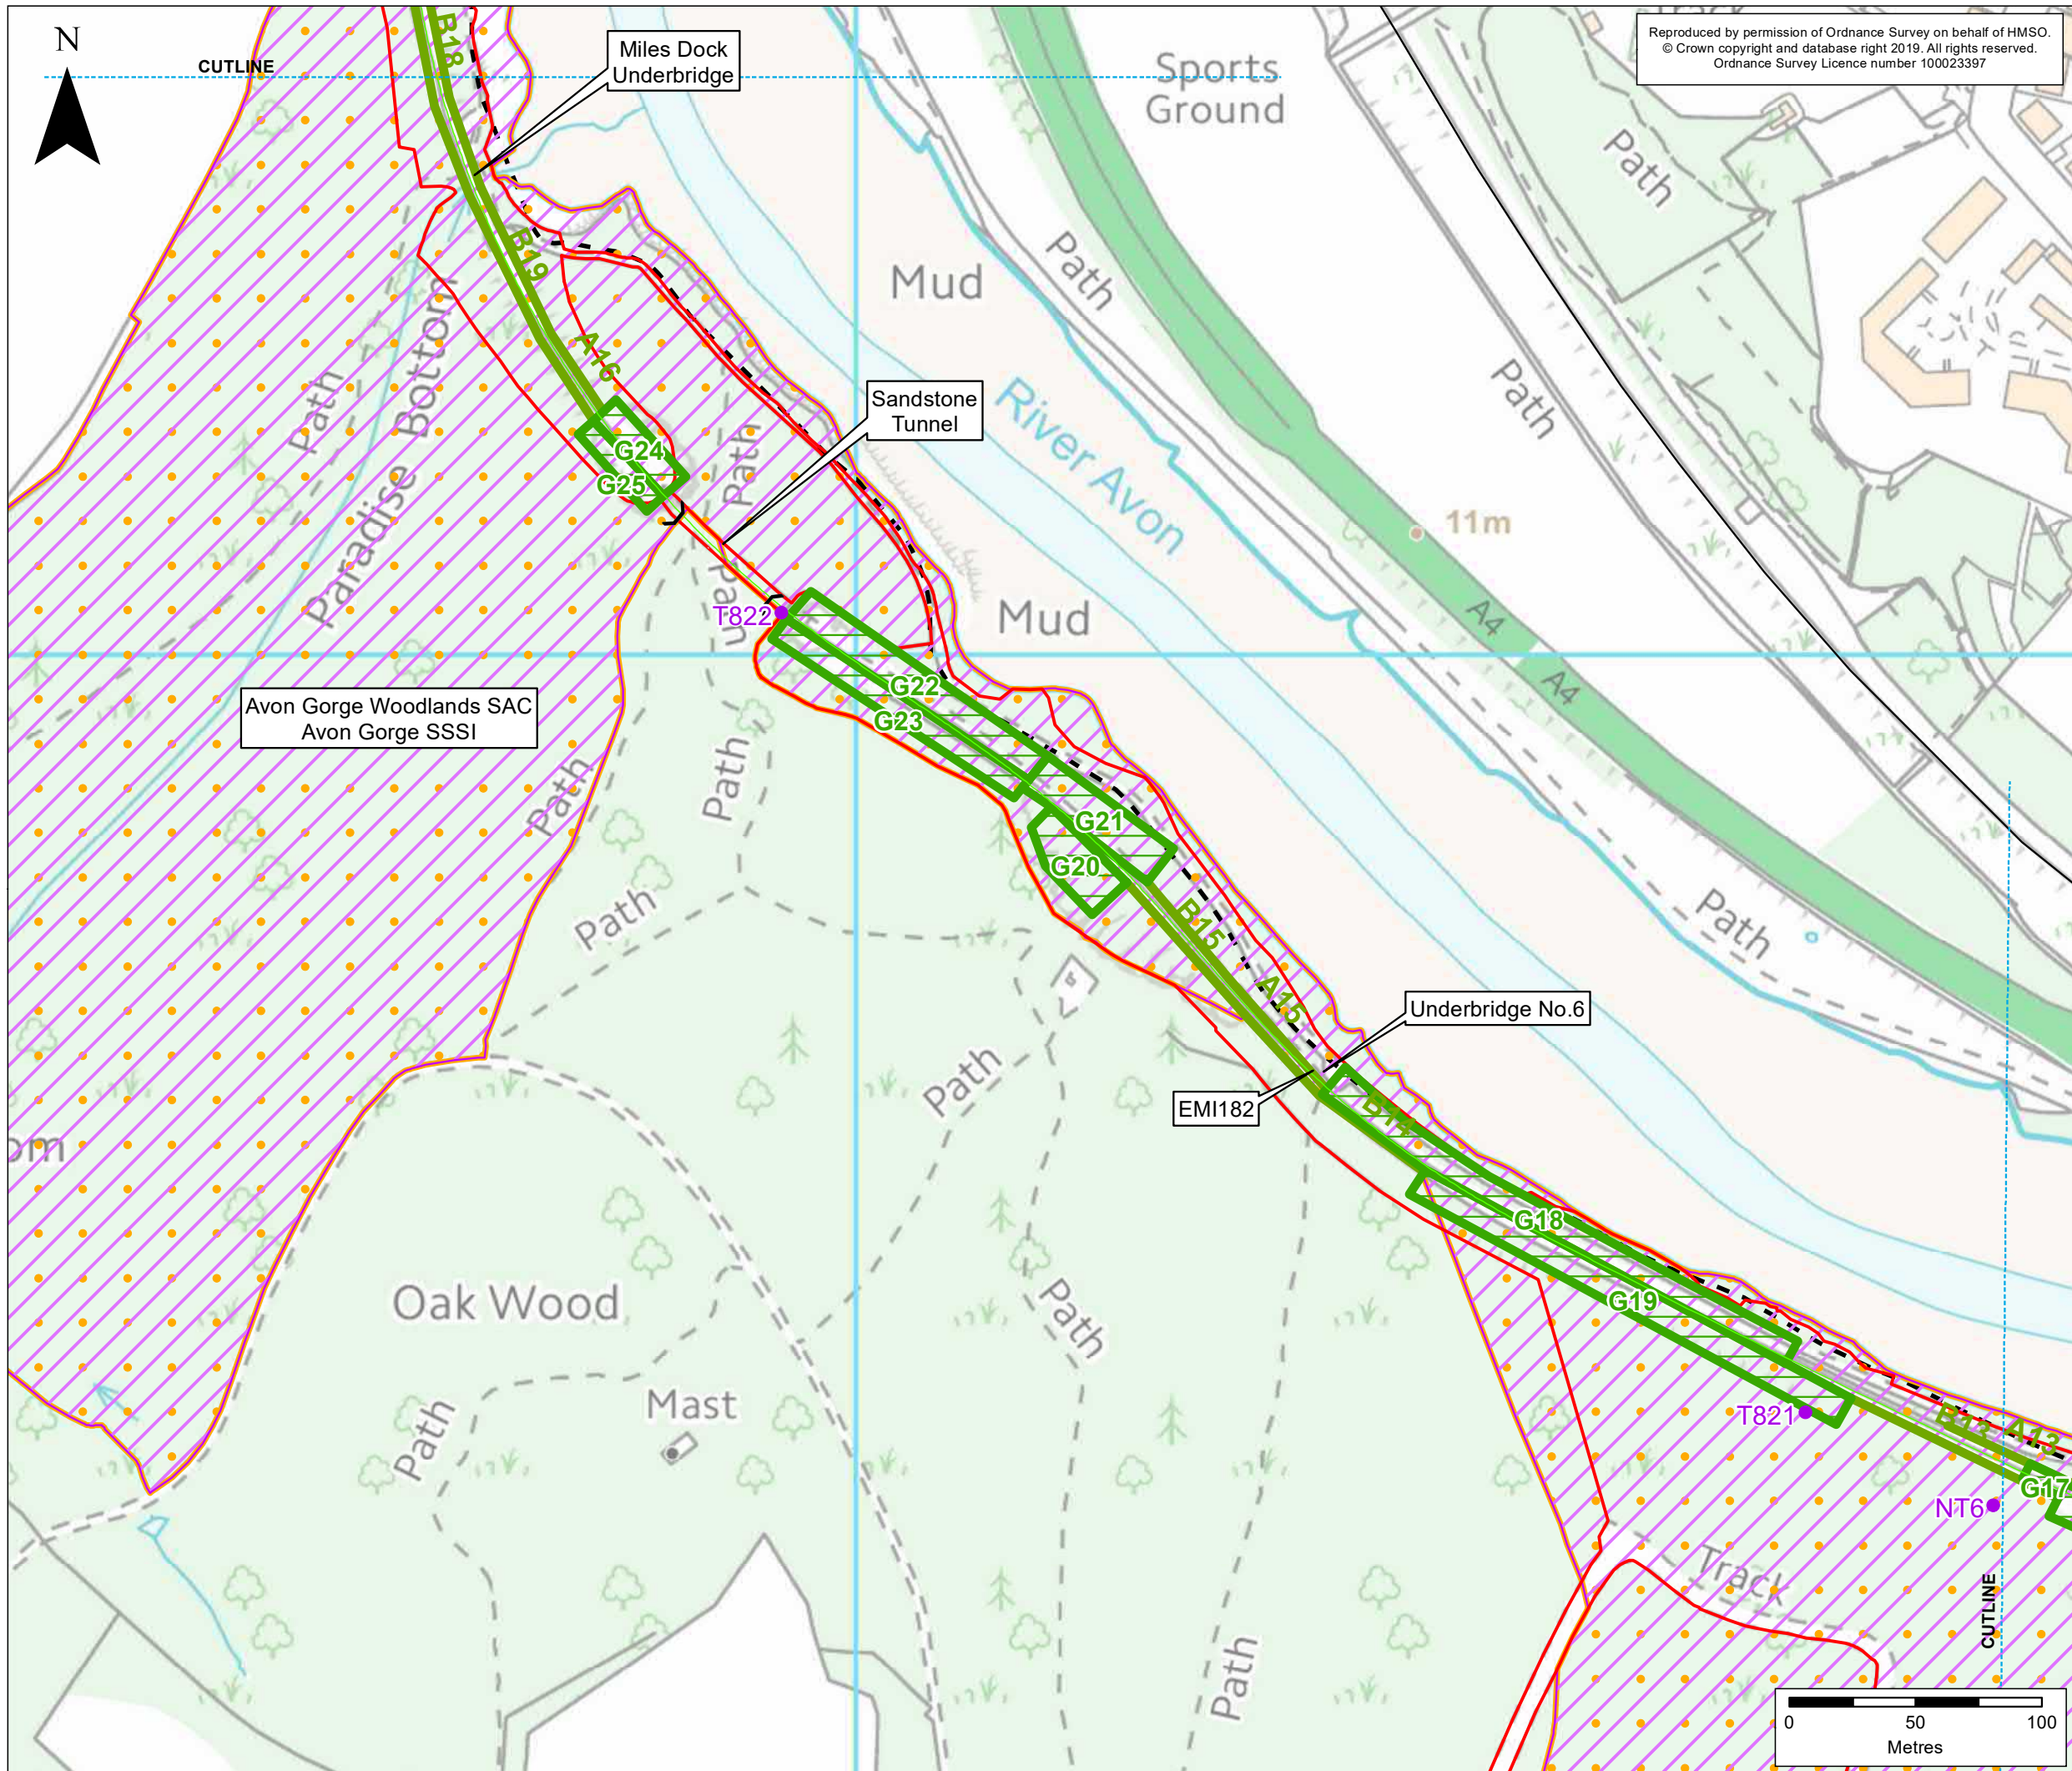 N
CUTLINE
B18
Miles Dock
Underbridge
Sports
Ground
Track
Reproduced by permission of Ordnance Survey on behalf of HMSO.
© Crown copyright and database right 2019. All rights reserved.
Ordnance Survey Licence number 100023397
Path
B19
Mud
Path
A16
Path
Paradise Bottom
Sandstone
Tunnel
Path
River Avon
Path
11m
G24
G25
Path
T822
Mud
A4
A4
Avon Gorge Woodlands SAC
Avon Gorge SSSI
G22
G23
Path
Path
G21
G20
Path
B15
Path
A15
Underbridge No.6
EMI182
Path
B14
om
G18
G19
Oak Wood
Path
Mast
Path
T821
B13
A13
G17
NT6
Track
CUTLINE
Path
0 50 100
Metres